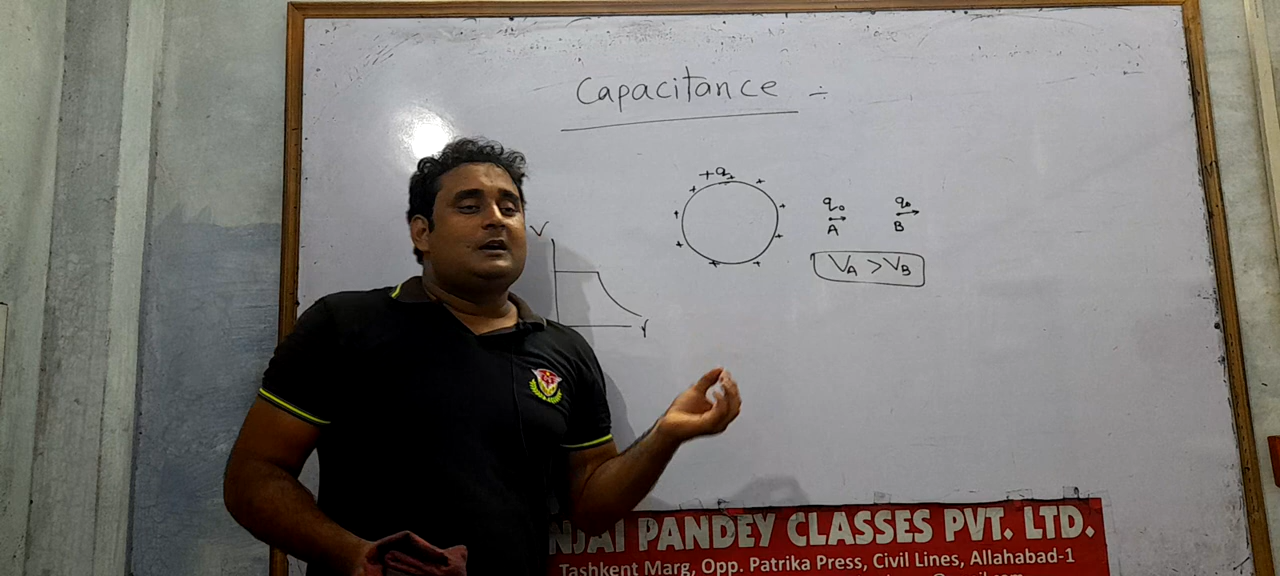 Capacitance :-
+q
+ + + + + + + + +
q₀ q₀
A B
V_A > V_B
V
r
NJAI PANDEY CLASSES PVT. LTD.
Tashkent Marg, Opp. Patrika Press, Civil Lines, Allahabad-1